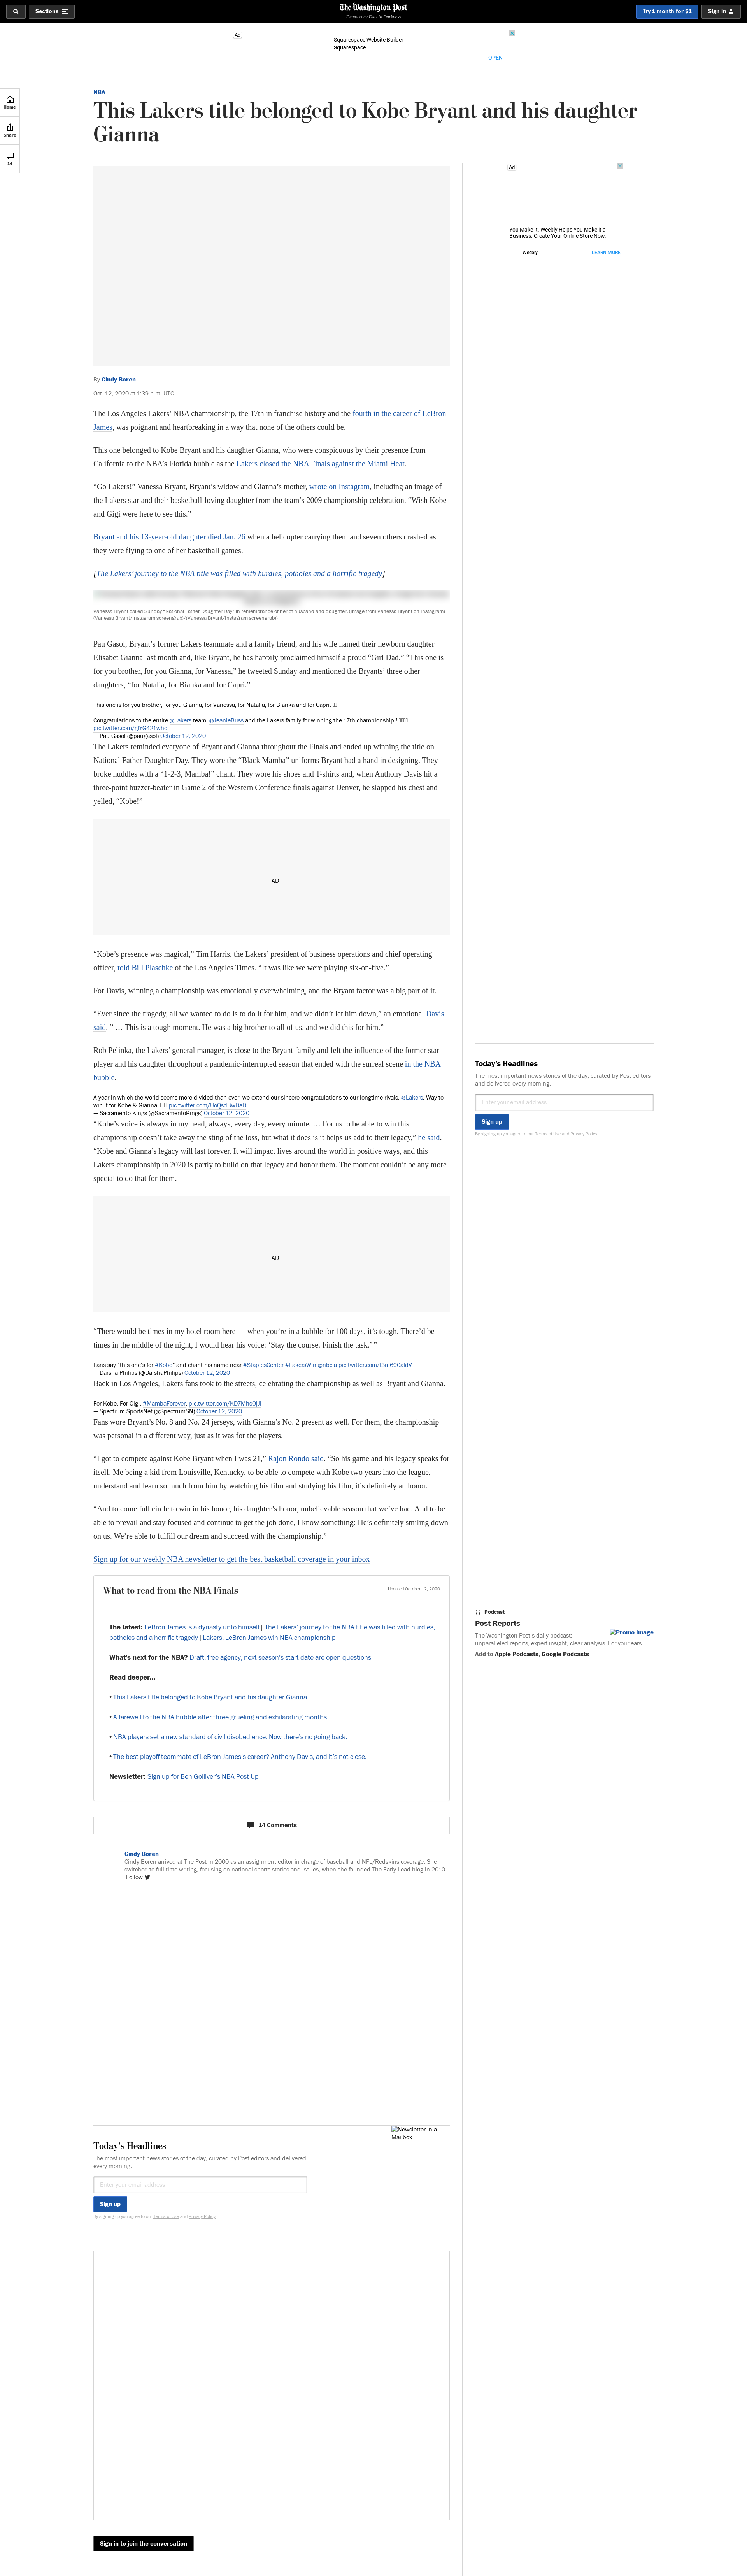 Sections
The Washington Post
Democracy Dies in Darkness
Try 1 month for $1
Sign in
Ad
Squarespace Website Builder
Squarespace
OPEN
Home
Share
14
NBA
This Lakers title belonged to Kobe Bryant and his daughter
Gianna
By Cindy Boren
Oct. 12, 2020 at 1:39 p.m. UTC
The Los Angeles Lakers’ NBA championship, the 17th in franchise history and the fourth in the career of LeBron
James, was poignant and heartbreaking in a way that none of the others could be.
This one belonged to Kobe Bryant and his daughter Gianna, who were conspicuous by their presence from
California to the NBA’s Florida bubble as the Lakers closed the NBA Finals against the Miami Heat.
“Go Lakers!” Vanessa Bryant, Bryant’s widow and Gianna’s mother, wrote on Instagram, including an image of
the Lakers star and their basketball-loving daughter from the team’s 2009 championship celebration. “Wish Kobe
and Gigi were here to see this.”
Bryant and his 13-year-old daughter died Jan. 26 when a helicopter carrying them and seven others crashed as
they were flying to one of her basketball games.
[The Lakers’ journey to the NBA title was filled with hurdles, potholes and a horrific tragedy]
Vanessa Bryant called Sunday “National Father-Daughter Day” in remembrance of her of husband and daughter. (Image from Vanessa Bryant on Instagram)
(Vanessa Bryant/Instagram screengrab)/(Vanessa Bryant/Instagram screengrab)
Pau Gasol, Bryant’s former Lakers teammate and a family friend, and his wife named their newborn daughter
Elisabet Gianna last month and, like Bryant, he has happily proclaimed himself a proud “Girl Dad.” “This one is
for you brother, for you Gianna, for Vanessa,” he tweeted Sunday and mentioned the Bryants’ three other
daughters, “for Natalia, for Bianka and for Capri.”
This one is for you brother, for you Gianna, for Vanessa, for Natalia, for Bianka and for Capri.
Congratulations to the entire @Lakers team, @JeanieBuss and the Lakers family for winning the 17th championship!!
pic.twitter.com/glYG421whq
— Pau Gasol (@paugasol) October 12, 2020
The Lakers reminded everyone of Bryant and Gianna throughout the Finals and ended up winning the title on
National Father-Daughter Day. They wore the “Black Mamba” uniforms Bryant had a hand in designing. They
broke huddles with a “1-2-3, Mamba!” chant. They wore his shoes and T-shirts and, when Anthony Davis hit a
three-point buzzer-beater in Game 2 of the Western Conference finals against Denver, he slapped his chest and
yelled, “Kobe!”
AD
“Kobe’s presence was magical,” Tim Harris, the Lakers’ president of business operations and chief operating
officer, told Bill Plaschke of the Los Angeles Times. “It was like we were playing six-on-five.”
For Davis, winning a championship was emotionally overwhelming, and the Bryant factor was a big part of it.
“Ever since the tragedy, all we wanted to do is to do it for him, and we didn’t let him down,” an emotional Davis
said. ” … This is a tough moment. He was a big brother to all of us, and we did this for him.”
Rob Pelinka, the Lakers’ general manager, is close to the Bryant family and felt the influence of the former star
player and his daughter throughout a pandemic-interrupted season that ended with the surreal scene in the NBA
bubble.
A year in which the world seems more divided than ever, we extend our sincere congratulations to our longtime rivals, @Lakers. Way to
win it for Kobe & Gianna. pic.twitter.com/UoQsdBwDaD
— Sacramento Kings (@SacramentoKings) October 12, 2020
“Kobe’s voice is always in my head, always, every day, every minute. … For us to be able to win this
championship doesn’t take away the sting of the loss, but what it does is it helps us add to their legacy,” he said.
“Kobe and Gianna’s legacy will last forever. It will impact lives around the world in positive ways, and this
Lakers championship in 2020 is partly to build on that legacy and honor them. The moment couldn’t be any more
special to do that for them.
AD
“There would be times in my hotel room here — when you’re in a bubble for 100 days, it’s tough. There’d be
times in the middle of the night, I would hear his voice: ‘Stay the course. Finish the task.’ ”
Fans say “this one’s for #Kobe” and chant his name near #StaplesCenter #LakersWin @nbcla pic.twitter.com/l3m690aldV
— Darsha Philips (@DarshaPhilips) October 12, 2020
Back in Los Angeles, Lakers fans took to the streets, celebrating the championship as well as Bryant and Gianna.
For Kobe. For Gigi. #MambaForever. pic.twitter.com/KD7MhsOjJi
— Spectrum SportsNet (@SpectrumSN) October 12, 2020
Fans wore Bryant’s No. 8 and No. 24 jerseys, with Gianna’s No. 2 present as well. For them, the championship
was personal in a different way, just as it was for the players.
“I got to compete against Kobe Bryant when I was 21,” Rajon Rondo said. “So his game and his legacy speaks for
itself. Me being a kid from Louisville, Kentucky, to be able to compete with Kobe two years into the league,
understand and learn so much from him by watching his film and studying his film, it’s definitely an honor.
“And to come full circle to win in his honor, his daughter’s honor, unbelievable season that we’ve had. And to be
able to prevail and stay focused and continue to get the job done, I know something: He’s definitely smiling down
on us. We’re able to fulfill our dream and succeed with the championship.”
Sign up for our weekly NBA newsletter to get the best basketball coverage in your inbox
What to read from the NBA Finals
Updated October 12, 2020
The latest: LeBron James is a dynasty unto himself | The Lakers’ journey to the NBA title was filled with hurdles,
potholes and a horrific tragedy | Lakers, LeBron James win NBA championship
What’s next for the NBA? Draft, free agency, next season’s start date are open questions
Read deeper...
• This Lakers title belonged to Kobe Bryant and his daughter Gianna
• A farewell to the NBA bubble after three grueling and exhilarating months
• NBA players set a new standard of civil disobedience. Now there’s no going back.
• The best playoff teammate of LeBron James’s career? Anthony Davis, and it’s not close.
Newsletter: Sign up for Ben Golliver’s NBA Post Up
14 Comments
Cindy Boren
Cindy Boren arrived at The Post in 2000 as an assignment editor in charge of baseball and NFL/Redskins coverage. She
switched to full-time writing, focusing on national sports stories and issues, when she founded The Early Lead blog in 2010.
Follow
Newsletter in a
Mailbox
Today’s Headlines
The most important news stories of the day, curated by Post editors and delivered
every morning.
Enter your email address
Sign up
By signing up you agree to our Terms of Use and Privacy Policy
Sign in to join the conversation
Ad
You Make It. Weebly Helps You Make it a
Business. Create Your Online Store Now.
Weebly
LEARN MORE
Today’s Headlines
The most important news stories of the day, curated by Post editors
and delivered every morning.
Enter your email address
Sign up
By signing up you agree to our Terms of Use and Privacy Policy
Podcast
Post Reports
Promo Image
The Washington Post’s daily podcast:
unparalleled reports, expert insight, clear analysis. For your ears.
Add to Apple Podcasts, Google Podcasts